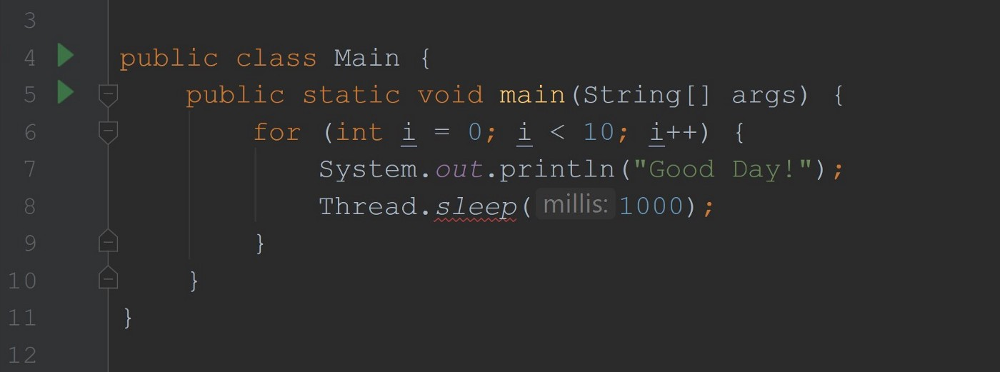 3
4 public class Main {
5 public static void main(String[] args) {
6 for (int i = 0; i < 10; i++) {
7 System.out.println("Good Day!");
8 Thread.sleep( millis: 1000);
9 }
10 }
11 }
12